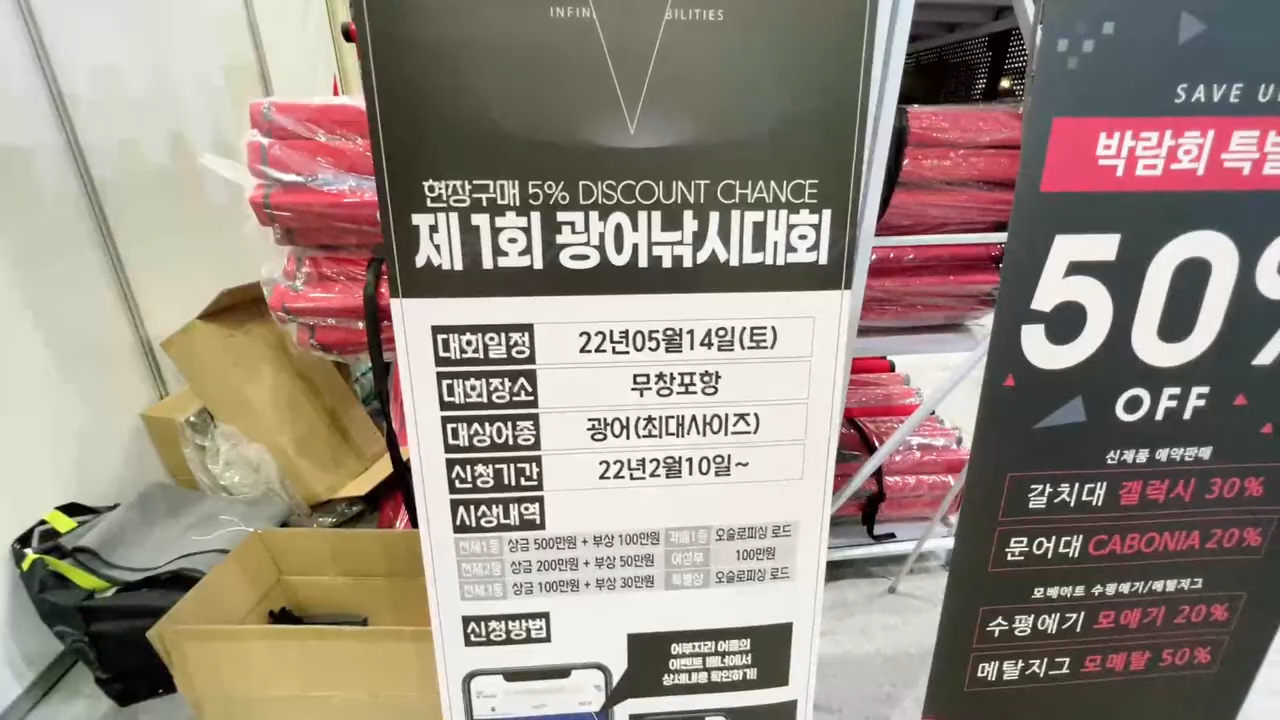 INFIN BILITIES
현장구매 5% DISCOUNT CHANCE
제1회 광어낚시대회
대회일정 22년05월14일(토)
대회장소 무창포항
대상어종 광어(최대사이즈)
신청기간 22년2월10일~
시상내역
전체1등 상금 500만원 + 부상 100만원 각배1등 오슬로피싱 로드
전체2등 상금 200만원 + 부상 50만원 여성부 100만원
전체3등 상금 100만원 + 부상 30만원 특별상 오슬로피싱 로드
신청방법
어부지리 어플의
이벤트 배너에서
상세내용 확인하기!
SAVE U
박람회 특별
50%
OFF
신제품 예약판매
갈치대 갤럭시 30%
문어대 CABONIA 20%
모베이트 수평에기/메탈지그
수평에기 모에기 20%
메탈지그 모메탈 50%